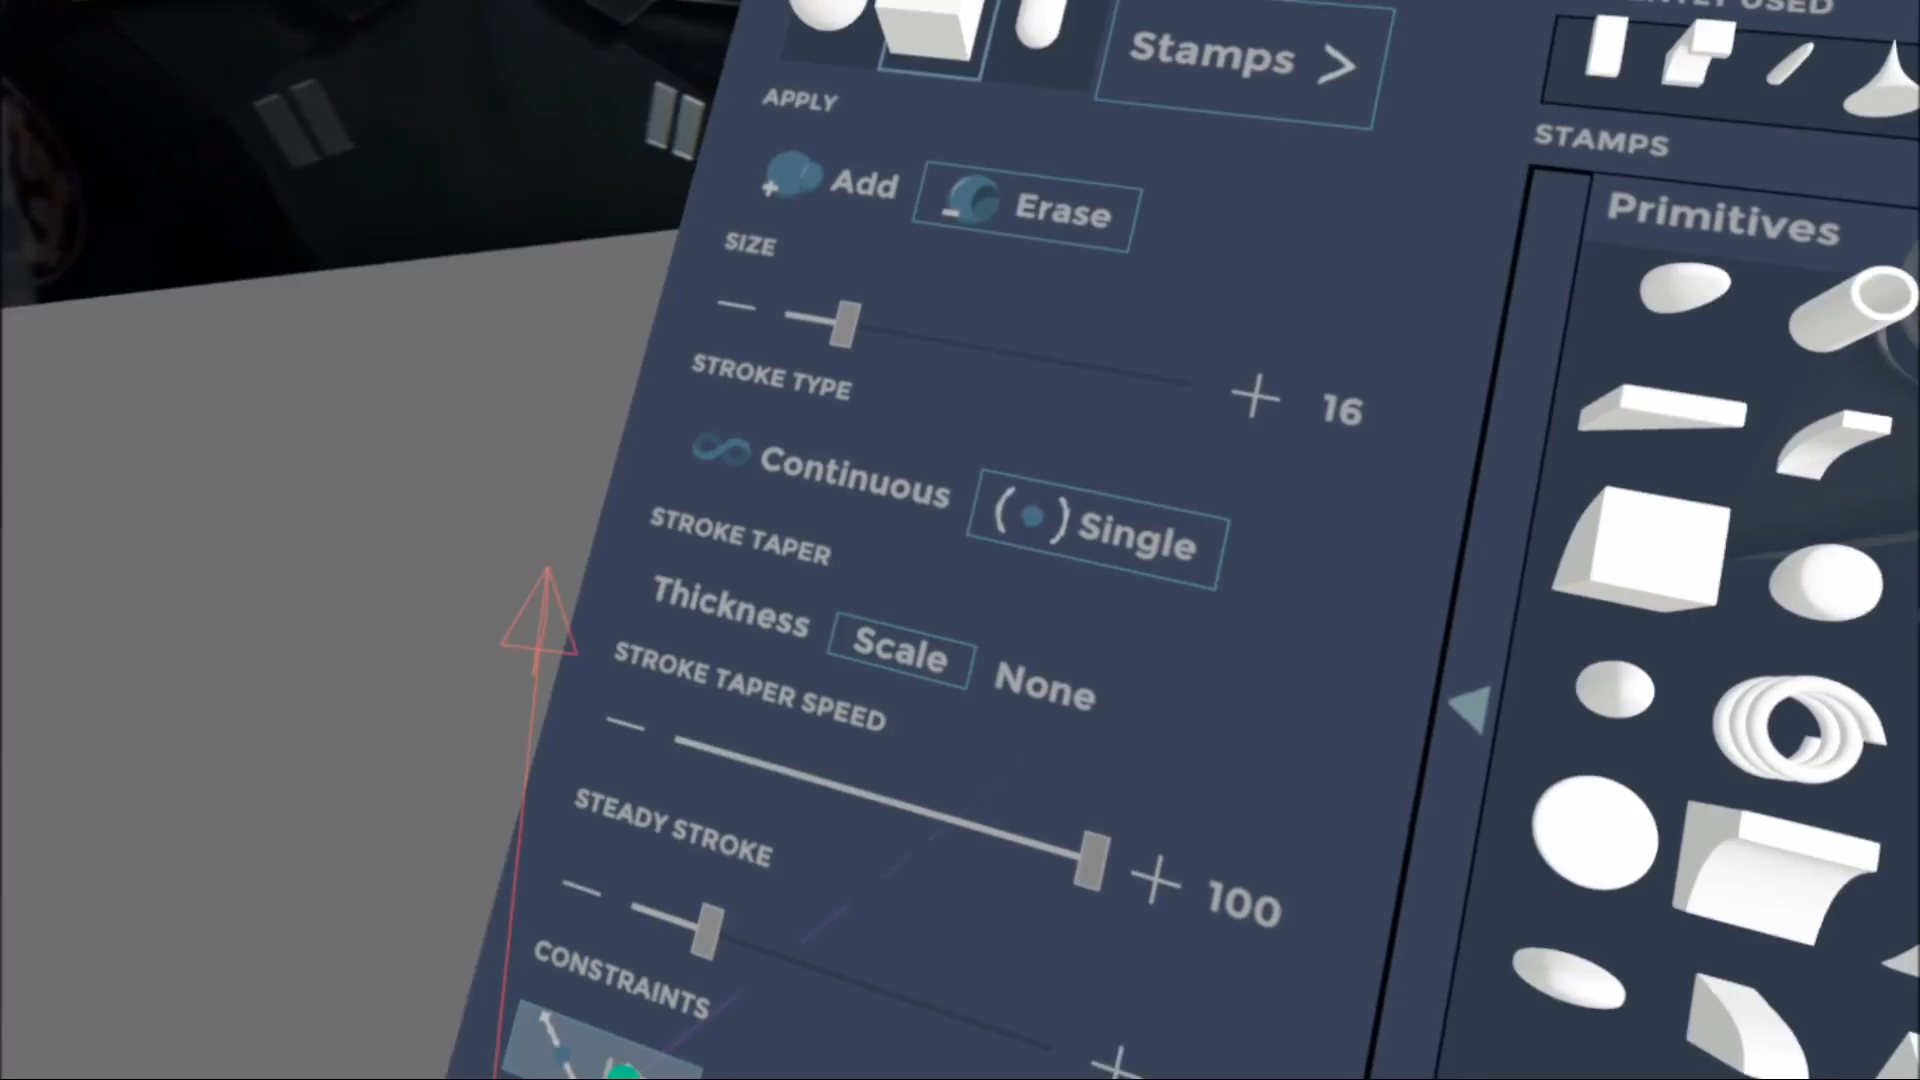 Stamps >
APPLY
Add
Erase
SIZE
16
STROKE TYPE
Continuous
Single
STROKE TAPER
Thickness
Scale
None
STROKE TAPER SPEED
100
STEADY STROKE
CONSTRAINTS
USED
STAMPS
Primitives